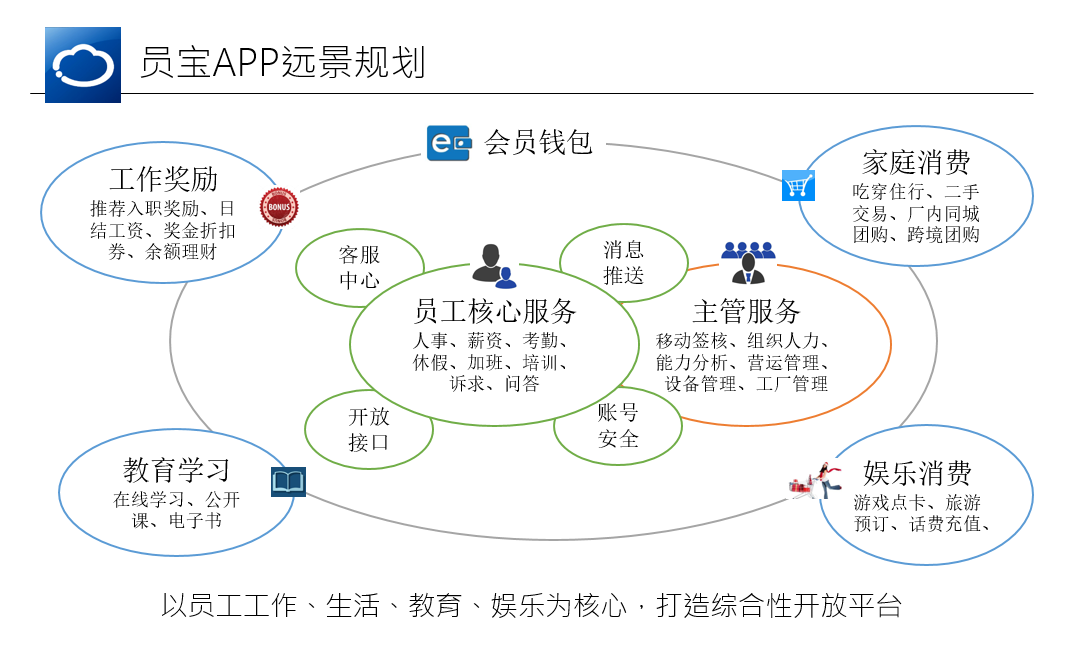 员宝APP远景规划
e 会员钱包
工作奖励
推荐入职奖励、日
结工资、奖金折扣
券、余额理财
BONUS
家庭消费
吃穿住行、二手
交易、厂内同城
团购、跨境团购
客服
中心
消息
推送
员工核心服务
人事、薪资、考勤、
休假、加班、培训、
诉求、问答
主管服务
移动签核、组织人力、
能力分析、营运管理、
设备管理、工厂管理
开放
接口
账号
安全
教育学习
在线学习、公开
课、电子书
娱乐消费
游戏点卡、旅游
预订、话费充值、
以员工工作、生活、教育、娱乐为核心，打造综合性开放平台